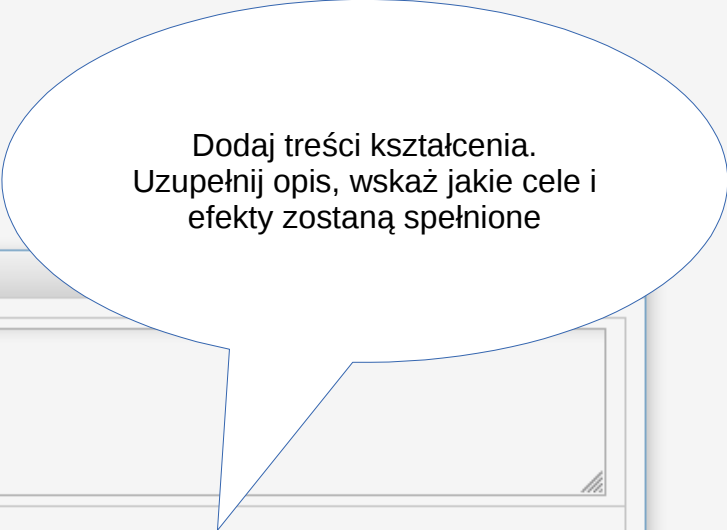 Dodaj treści kształcenia.
Uzupełnij opis, wskaż jakie cele i
efekty zostaną spełnione